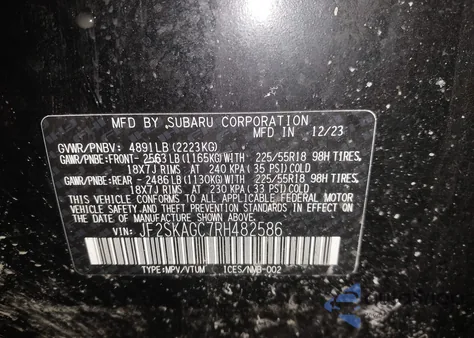 MFD BY SUBARU CORPORATION
MFD IN 12/23
GVWR/PNBV: 4891LB(2223KG)
GAWR/PNBE:FRONT-2563LB(1165KG)WITH 225/55R18 98H TIRES,
18X7J RIMS AT 240 KPA(35 PSI)COLD
GAWR/PNBE:REAR -2486LB(1130KG)WITH 225/55R18 98H TIRES,
18X7J RIMS AT 230 KPA(33 PSI)COLD
THIS VEHICLE CONFORMS TO ALL APPLICABLE FEDERAL MOTOR
VEHICLE SAFETY AND THEFT PREVENTION STANDARDS IN EFFECT ON
THE DATE OF MANUFACTURE SHOWN ABOVE.
VIN: JF2SKAGC7RH482586
TYPE:MPV/VTUM ICES/NMB-002